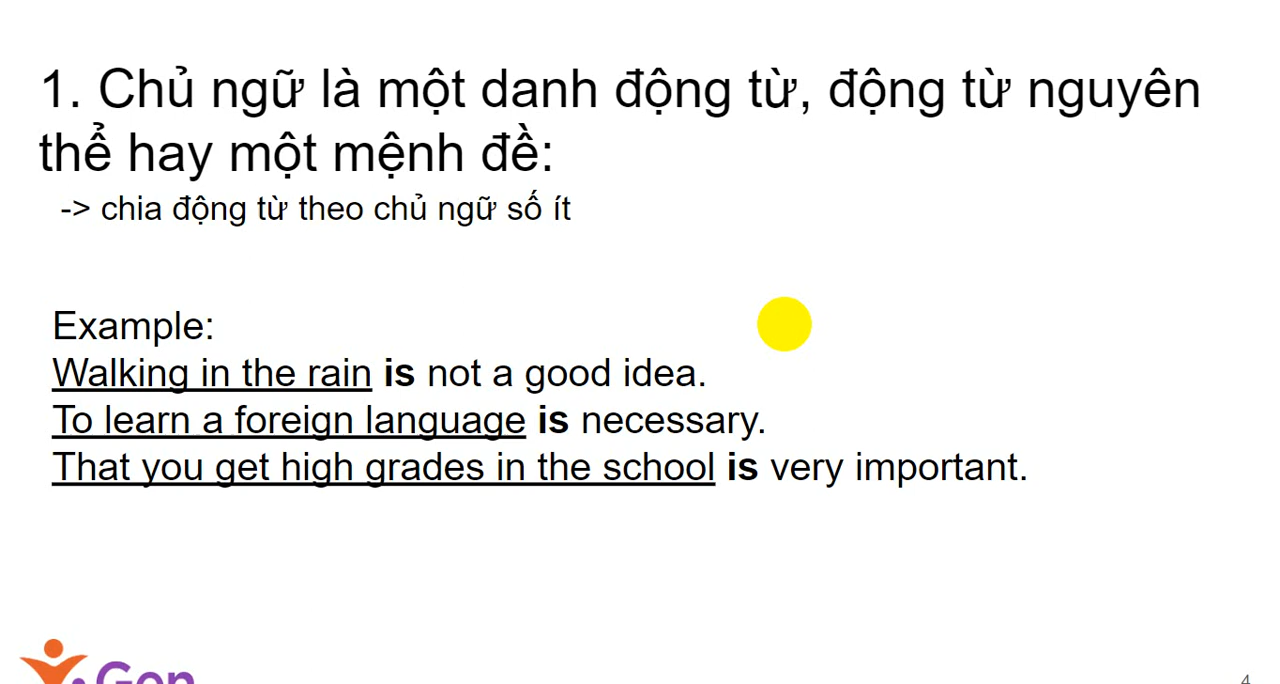 1. Chủ ngữ là một danh động từ, động từ nguyên
thể hay một mệnh đề:
-> chia động từ theo chủ ngữ số ít
Example:
Walking in the rain is not a good idea.
To learn a foreign language is necessary.
That you get high grades in the school is very important.
4